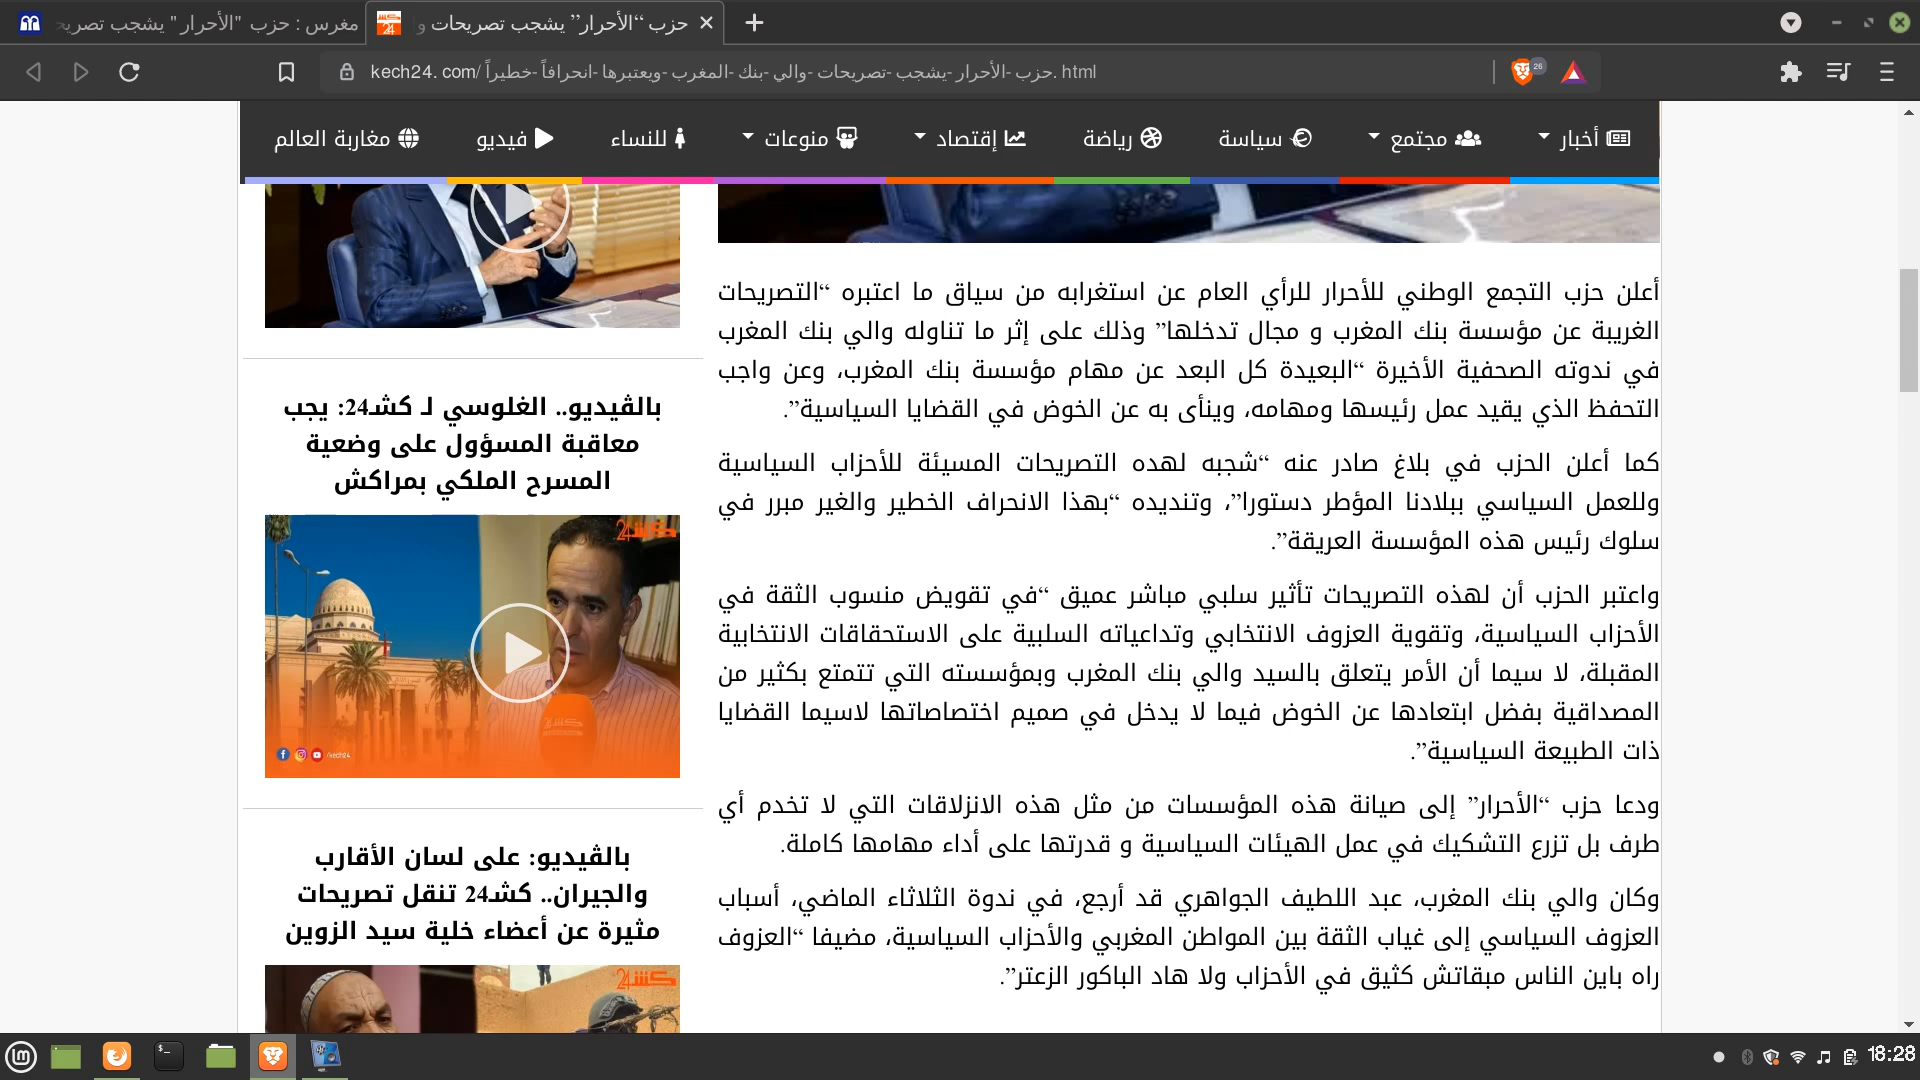 مغرس : حزب "الأحرار" يشجب تصريح
حزب “الأحرار” يشجب تصريحات و
kech24.com/حزب-الأحرار-يشجب-تصريحات-والي-بنك-المغرب-ويعتبرها-انحرافاً-خطيراً.html
26
أخبار
مجتمع
سياسة
رياضة
إقتصاد
منوعات
للنساء
فيديو
مغاربة العالم
أعلن حزب التجمع الوطني للأحرار للرأي العام عن استغرابه من سياق ما اعتبره “التصريحات
الغريبة عن مؤسسة بنك المغرب و مجال تدخلها” وذلك على إثر ما تناوله والي بنك المغرب
في ندوته الصحفية الأخيرة “البعيدة كل البعد عن مهام مؤسسة بنك المغرب، وعن واجب
التحفظ الذي يقيد عمل رئيسها ومهامه، وينأى به عن الخوض في القضايا السياسية”.
كما أعلن الحزب في بلاغ صادر عنه “شجبه لهده التصريحات المسيئة للأحزاب السياسية
وللعمل السياسي ببلادنا المؤطر دستورا”، وتنديده “بهذا الانحراف الخطير والغير مبرر في
سلوك رئيس هذه المؤسسة العريقة”.
واعتبر الحزب أن لهذه التصريحات تأثير سلبي مباشر عميق “في تقويض منسوب الثقة في
الأحزاب السياسية، وتقوية العزوف الانتخابي وتداعياته السلبية على الاستحقاقات الانتخابية
المقبلة، لا سيما أن الأمر يتعلق بالسيد والي بنك المغرب وبمؤسسته التي تتمتع بكثير من
المصداقية بفضل ابتعادها عن الخوض فيما لا يدخل في صميم اختصاصاتها لاسيما القضايا
ذات الطبيعة السياسية”.
ودعا حزب “الأحرار” إلى صيانة هذه المؤسسات من مثل هذه الانزلاقات التي لا تخدم أي
طرف بل تزرع التشكيك في عمل الهيئات السياسية و قدرتها على أداء مهامها كاملة.
وكان والي بنك المغرب، عبد اللطيف الجواهري قد أرجع، في ندوة الثلاثاء الماضي، أسباب
العزوف السياسي إلى غياب الثقة بين المواطن المغربي والأحزاب السياسية، مضيفا “العزوف
راه باين الناس مبقاتش كثيق في الأحزاب ولا هاد الباكور الزعتر”.
بالڤيديو.. الغلوسي لـ كشـ24: يجب
معاقبة المسؤول على وضعية
المسرح الملكي بمراكش
كشـ24
/kech24
بالڤيديو: على لسان الأقارب
والجيران.. كشـ24 تنقل تصريحات
مثيرة عن أعضاء خلية سيد الزوين
كشـ24
18:28